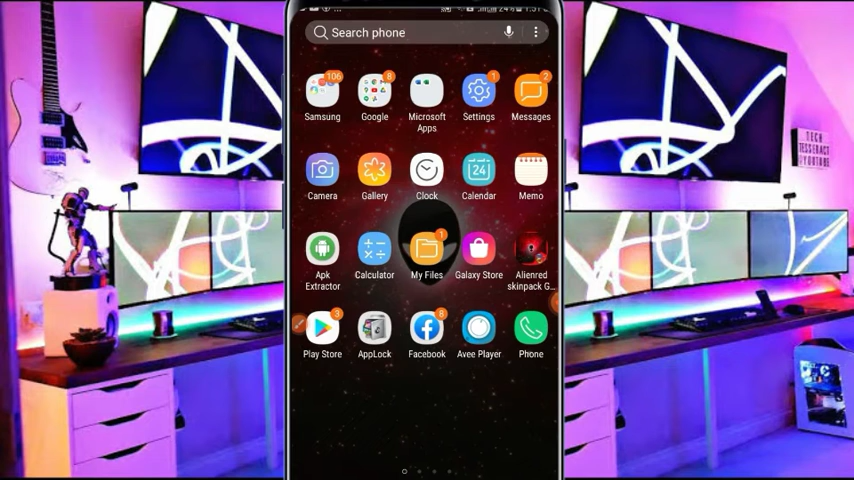 Search phone
106
8
1
2
Samsung
Google
Microsoft
Apps
Settings
Messages
24
Camera
Gallery
Clock
Calendar
Memo
1
Apk
Extractor
Calculator
My Files
Galaxy Store
Alienred
skinpack G...
3
8
Play Store
AppLock
Facebook
Avee Player
Phone
TECH
TESSERACT
@YOUTUBE